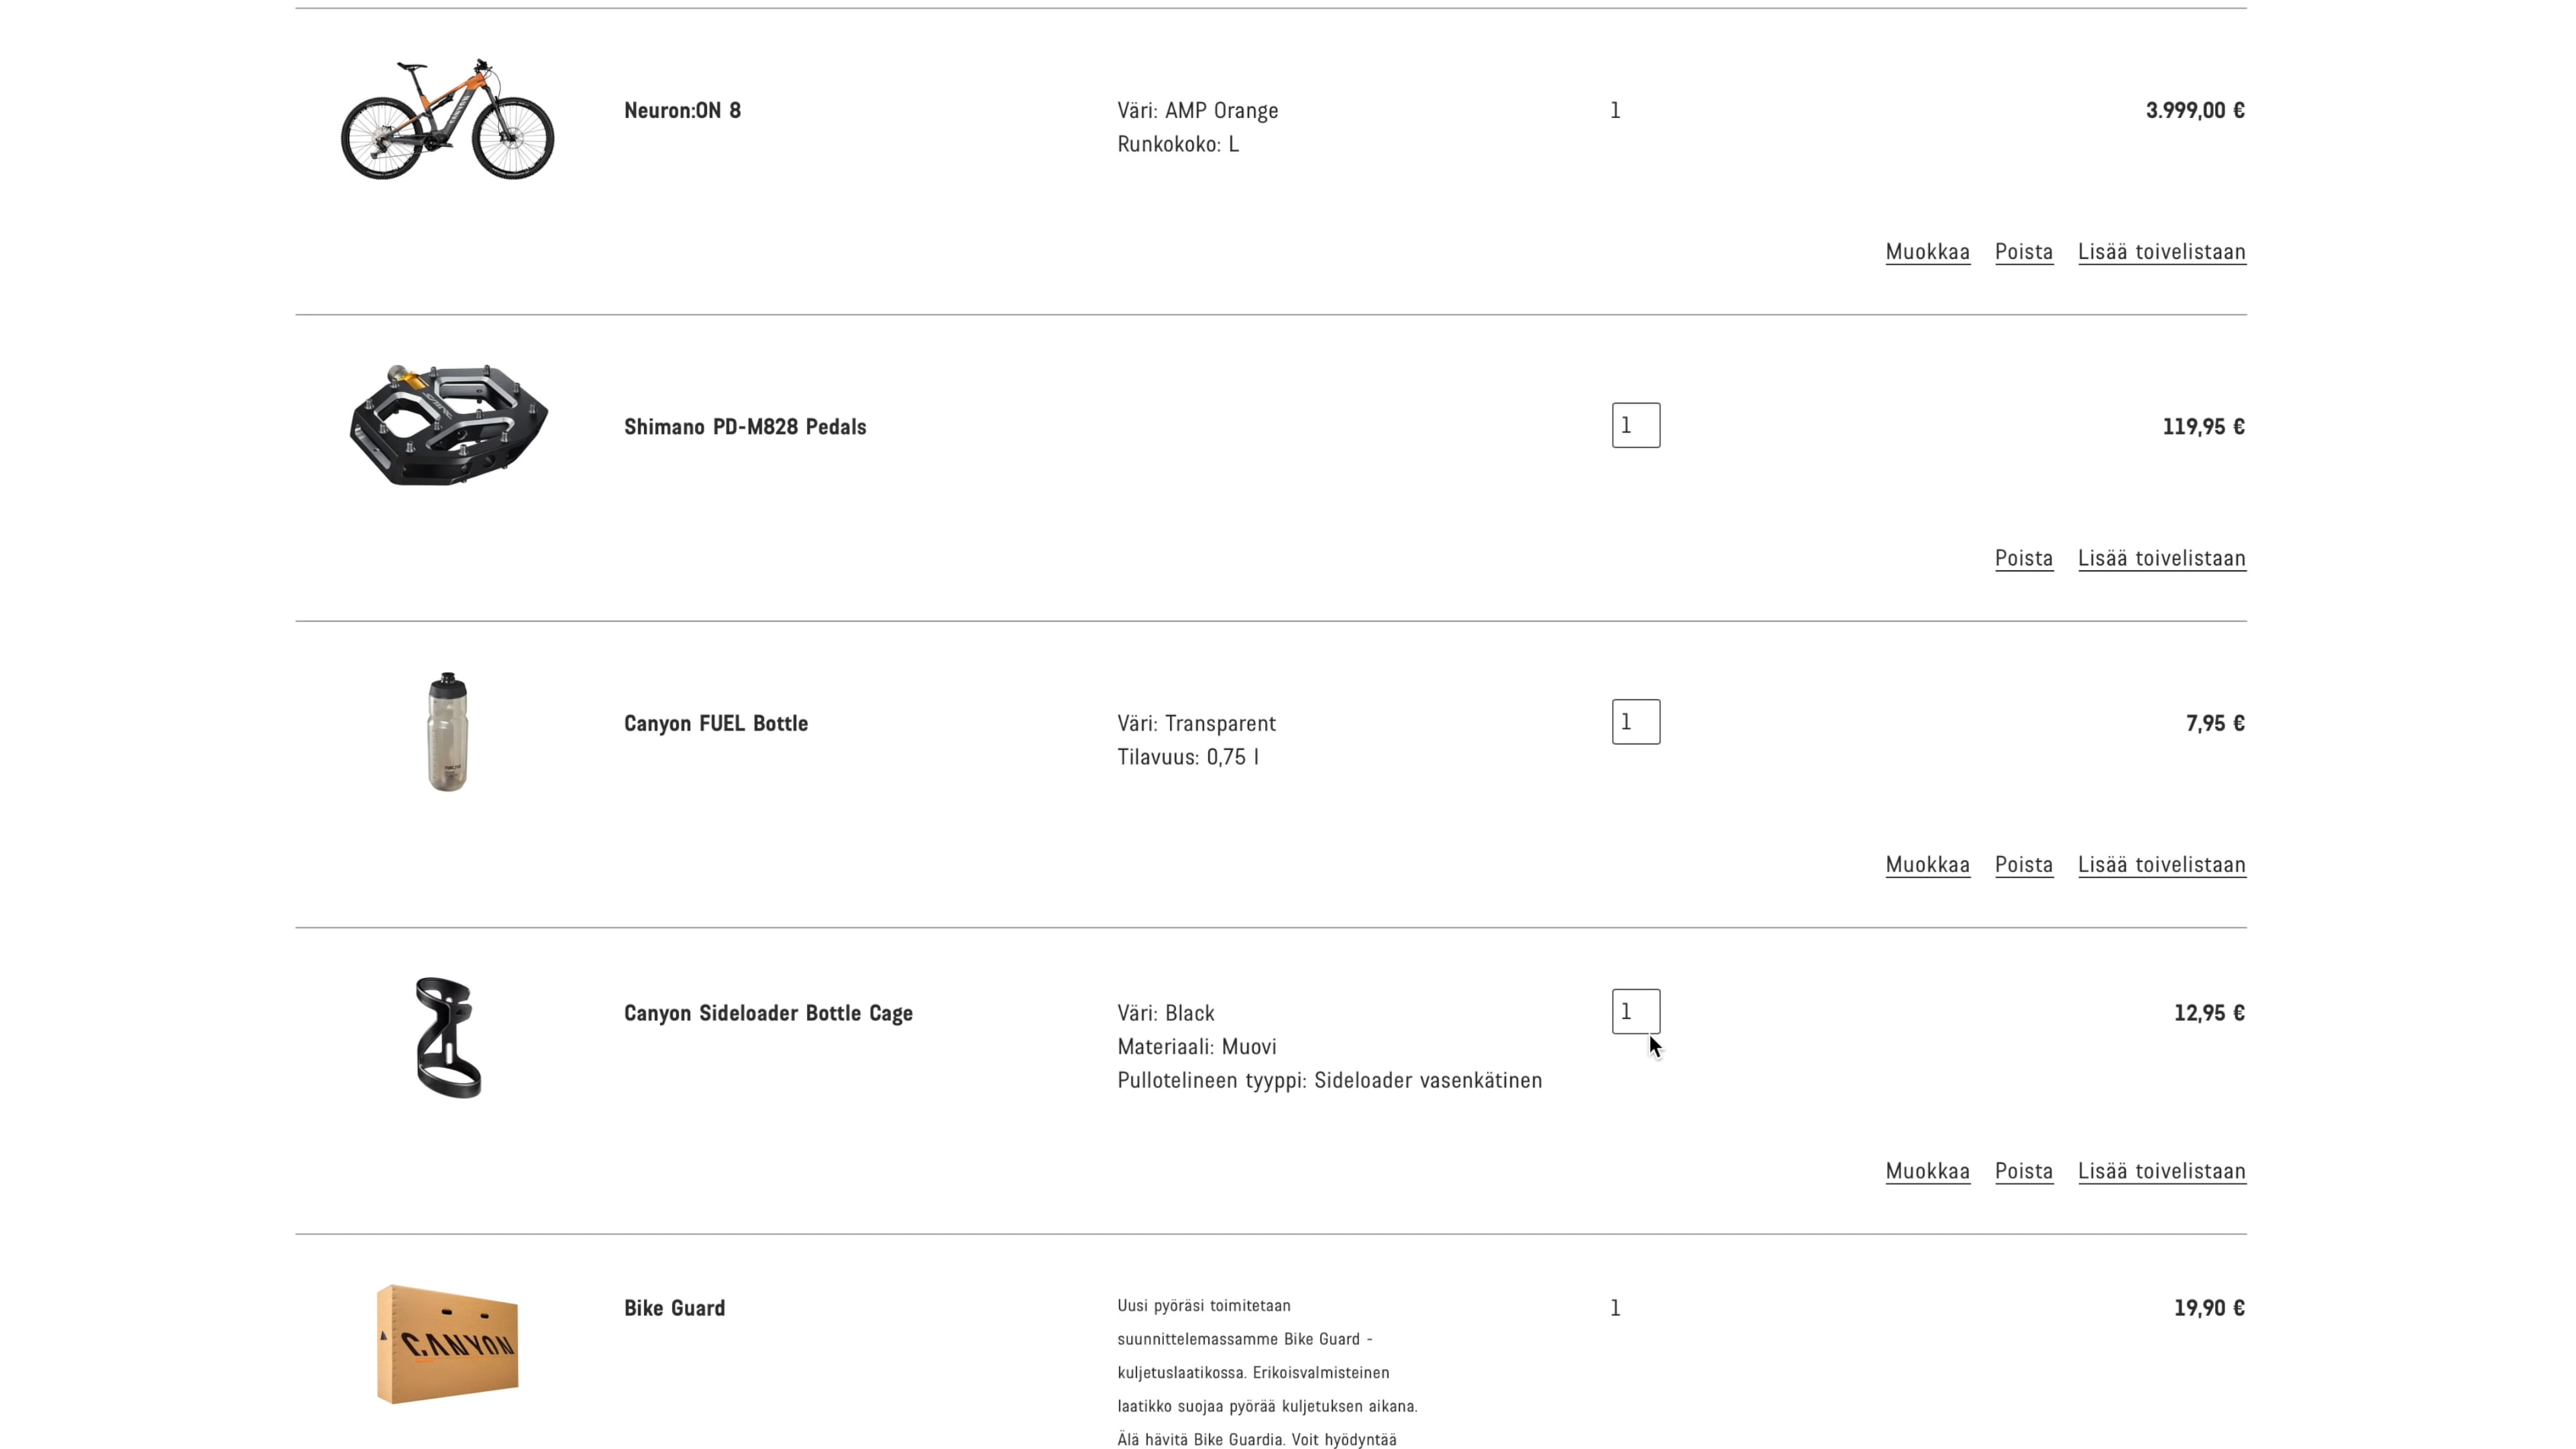 Neuron:ON 8
Väri: AMP Orange
1
3.999,00 €
Runkokoko: L
Muokkaa Poista Lisää toivelistaan
Shimano PD-M828 Pedals
1
119,95 €
Poista Lisää toivelistaan
Canyon FUEL Bottle
Väri: Transparent
1
7,95 €
Tilavuus: 0,75 l
Muokkaa Poista Lisää toivelistaan
Canyon Sideloader Bottle Cage
Väri: Black
1
12,95 €
Materiaali: Muovi
Pullotelineen tyyppi: Sideloader vasenkätinen
Muokkaa Poista Lisää toivelistaan
CANYON
Bike Guard
1
19,90 €
Uusi pyöräsi toimitetaan
suunnittelemassamme Bike Guard -
kuljetuslaatikossa. Erikoisvalmisteinen
laatikko suojaa pyörää kuljetuksen aikana.
Älä hävitä Bike Guardia. Voit hyödyntää